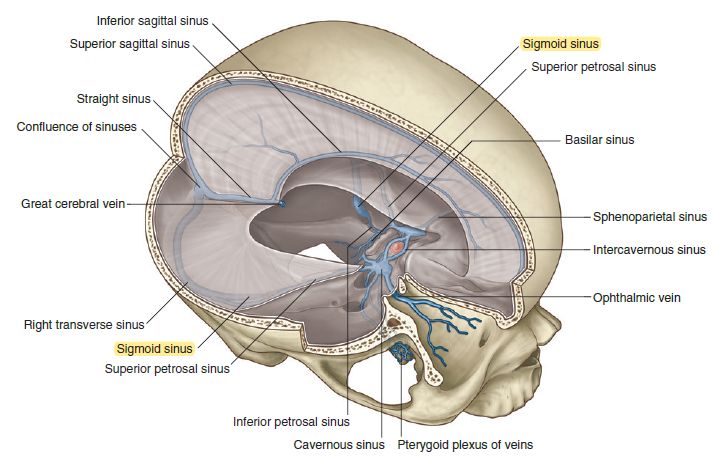 Inferior sagittal sinus
Superior sagittal sinus
Straight sinus
Confluence of sinuses
Great cerebral vein
Right transverse sinus
Sigmoid sinus
Superior petrosal sinus
Inferior petrosal sinus
Cavernous sinus
Pterygoid plexus of veins
Sigmoid sinus
Superior petrosal sinus
Basilar sinus
Sphenoparietal sinus
Intercavernous sinus
Ophthalmic vein